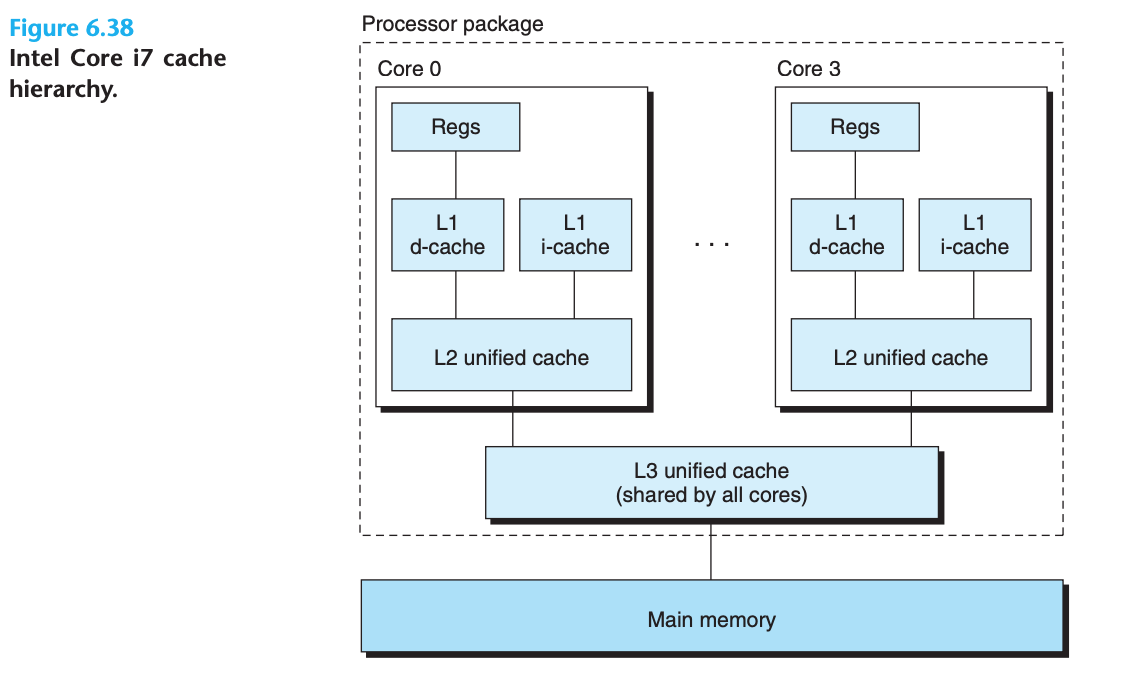 Figure 6.38
Intel Core i7 cache
hierarchy.
Processor package
Core 0
Core 3
Regs
Regs
L1
d-cache
L1
i-cache
. . .
L1
d-cache
L1
i-cache
L2 unified cache
L2 unified cache
L3 unified cache
(shared by all cores)
Main memory